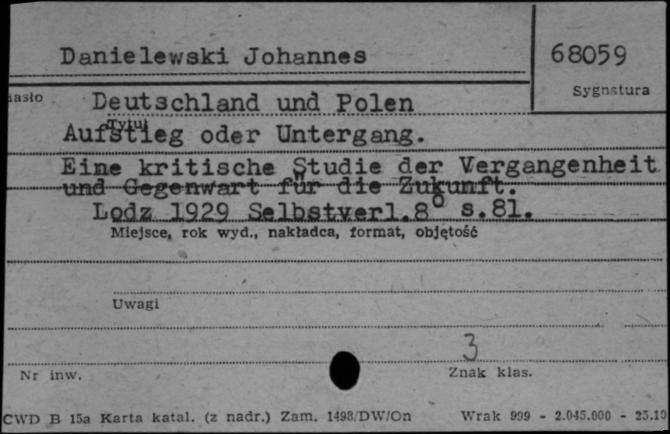 Danielewski Johannes
68059
Sygnatura
asło
Deutschland und Polen
Tytuł
Aufstieg oder Untergang.
Eine kritische Studie der Vergangenheit
und Gegenwart für die Zukunft.
Lodz 1929 Selbstverl.8° s.81.
Miejsce, rok wyd., nakładca, format, objętość
Uwagi
3
Nr inw.
Znak klas.
CWD B 15a Karta katal. (z nadr.) Zam. 1498/DW/On
Wrak 999 - 2.045.000 - 25.10